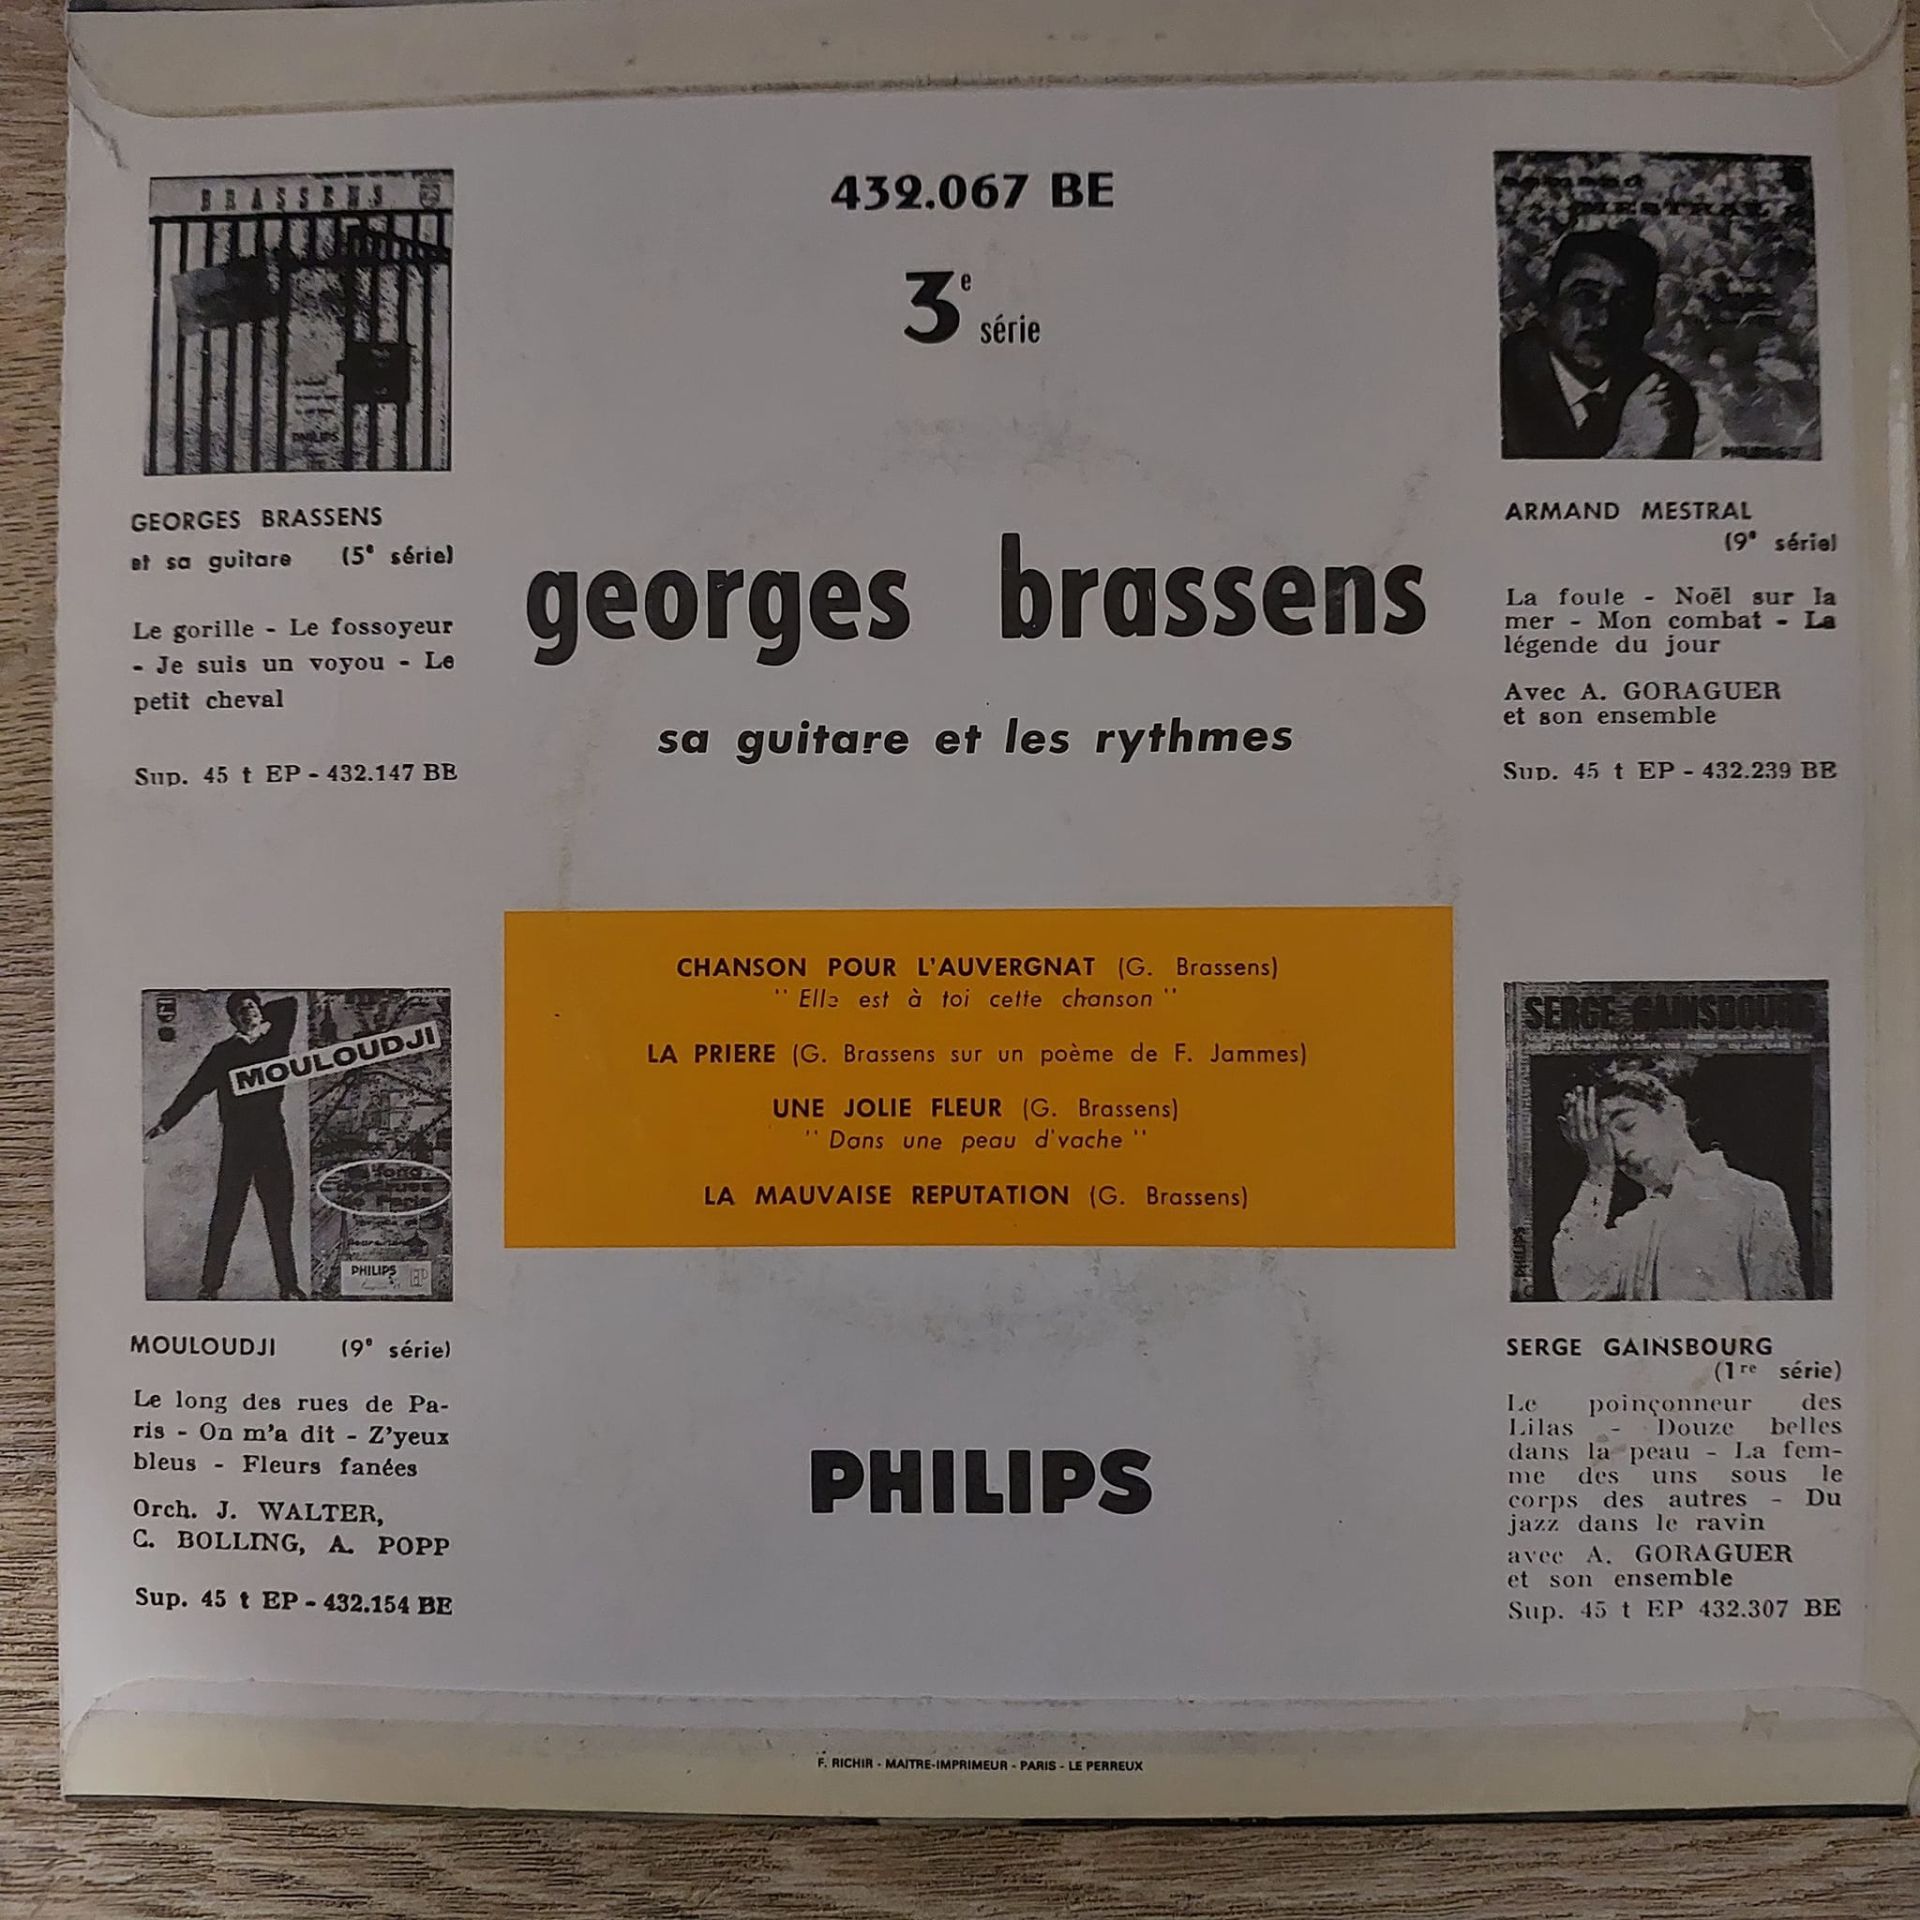 432.067 BE
3e série
georges brassens
sa guitare et les rythmes
CHANSON POUR L'AUVERGNAT (G. Brassens)
" Elle est à toi cette chanson "
LA PRIERE (G. Brassens sur un poème de F. Jammes)
UNE JOLIE FLEUR (G. Brassens)
" Dans une peau d'vache "
LA MAUVAISE REPUTATION (G. Brassens)
PHILIPS
BRASSENS
PHILIPS
GEORGES BRASSENS
et sa guitare (5e série)
Le gorille - Le fossoyeur
- Je suis un voyou - Le
petit cheval
Sup. 45 t EP - 432.147 BE
MOULOUDJI
PHILIPS
EP
MOULOUDJI (9e série)
Le long des rues de Pa-
ris - On m'a dit - Z'yeux
bleus - Fleurs fanées
Orch. J. WALTER,
C. BOLLING, A. POPP
Sup. 45 t EP - 432.154 BE
MESTRAL
PHILIPS
ARMAND MESTRAL
(9e série)
La foule - Noël sur la
mer - Mon combat - La
légende du jour
Avec A. GORAGUER
et son ensemble
Sup. 45 t EP - 432.239 BE
SERGE GAINSBOURG
PHILIPS
SERGE GAINSBOURG
(1re série)
Le poinçonneur des
Lilas - Douze belles
dans la peau - La fem-
me des uns sous le
corps des autres - Du
jazz dans le ravin
avec A. GORAGUER
et son ensemble
Sup. 45 t EP 432.307 BE
F. RICHIR - MAITRE-IMPRIMEUR - PARIS - LE PERREUX